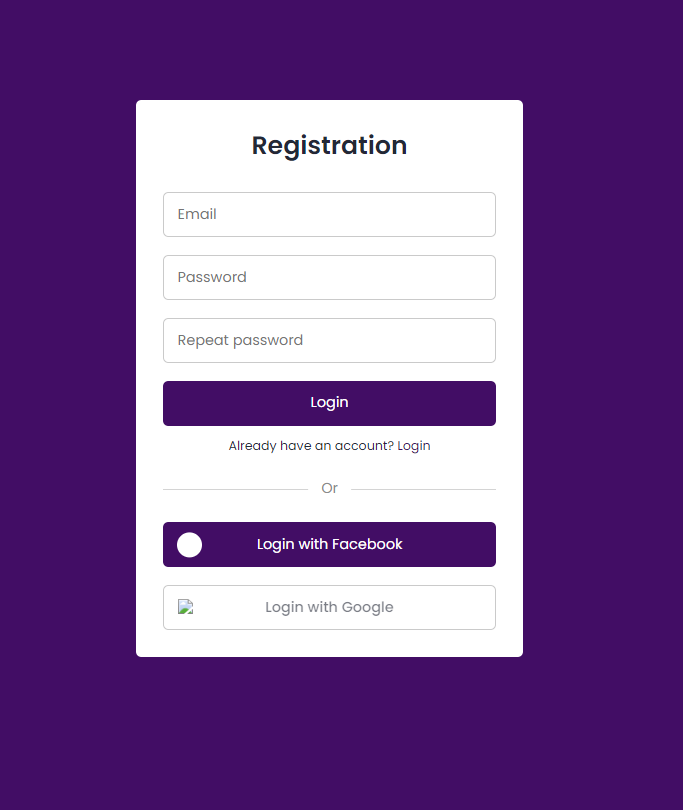 Registration
Email
Password
Repeat password
Login
Already have an account? Login
Or
Login with Facebook
Login with Google